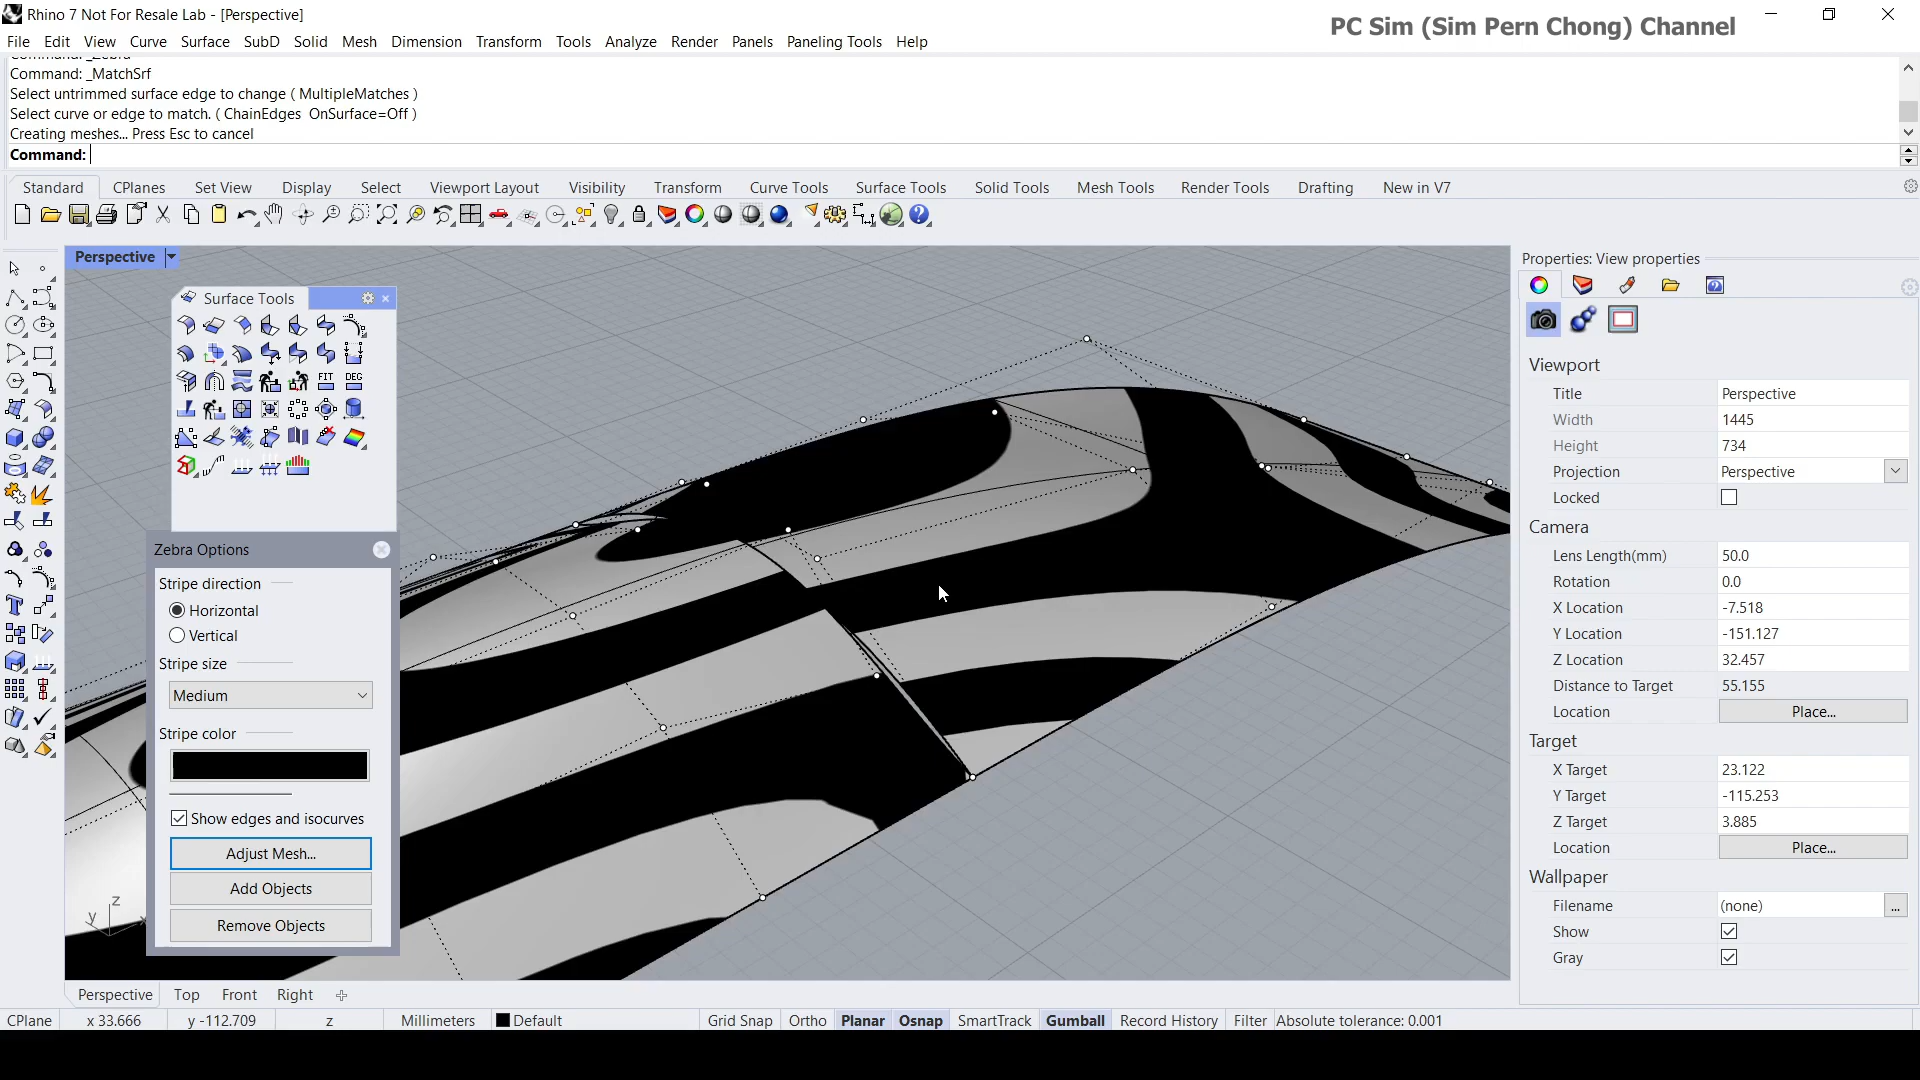 Rhino 7 Not For Resale Lab - [Perspective]
PC Sim (Sim Pern Chong) Channel
File Edit View Curve Surface SubD Solid Mesh Dimension Transform Tools Analyze Render Panels Paneling Tools Help
Command: _Zebra
Command: _MatchSrf
Select untrimmed surface edge to change ( MultipleMatches )
Select curve or edge to match. ( ChainEdges OnSurface=Off )
Creating meshes... Press Esc to cancel
Command:
Standard CPlanes Set View Display Select Viewport Layout Visibility Transform Curve Tools Surface Tools Solid Tools Mesh Tools Render Tools Drafting New in V7
Perspective
Surface Tools
FIT DEG
Zebra Options
Stripe direction
Horizontal
Vertical
Stripe size
Medium
Stripe color
Show edges and isocurves
Adjust Mesh...
Add Objects
Remove Objects
z
y
Properties: View properties
Viewport
Title Perspective
Width 1445
Height 734
Projection Perspective
Locked
Camera
Lens Length(mm) 50.0
Rotation 0.0
X Location -7.518
Y Location -151.127
Z Location 32.457
Distance to Target 55.155
Location Place...
Target
X Target 23.122
Y Target -115.253
Z Target 3.885
Location Place...
Wallpaper
Filename (none) ...
Show
Gray
Perspective Top Front Right
CPlane x 33.666 y -112.709 z Millimeters Default Grid Snap Ortho Planar Osnap SmartTrack Gumball Record History Filter Absolute tolerance: 0.001